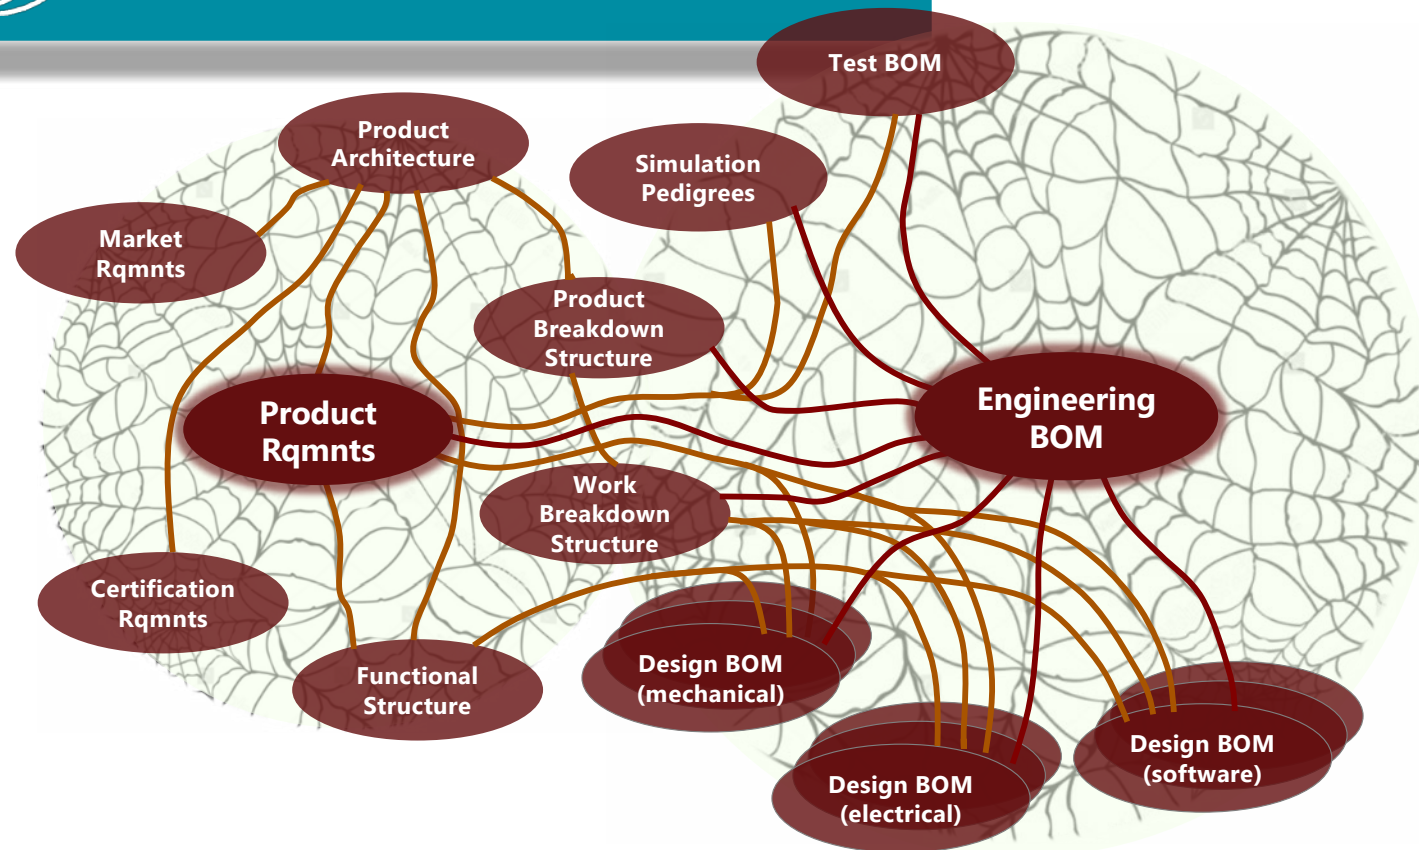 Test BOM
Product
Architecture
Simulation
Pedigrees
Market
Rqmnts
Product
Breakdown
Structure
Engineering
BOM
Product
Rqmnts
Work
Breakdown
Structure
Certification
Rqmnts
Functional
Structure
Design BOM
(mechanical)
Design BOM
(software)
Design BOM
(electrical)